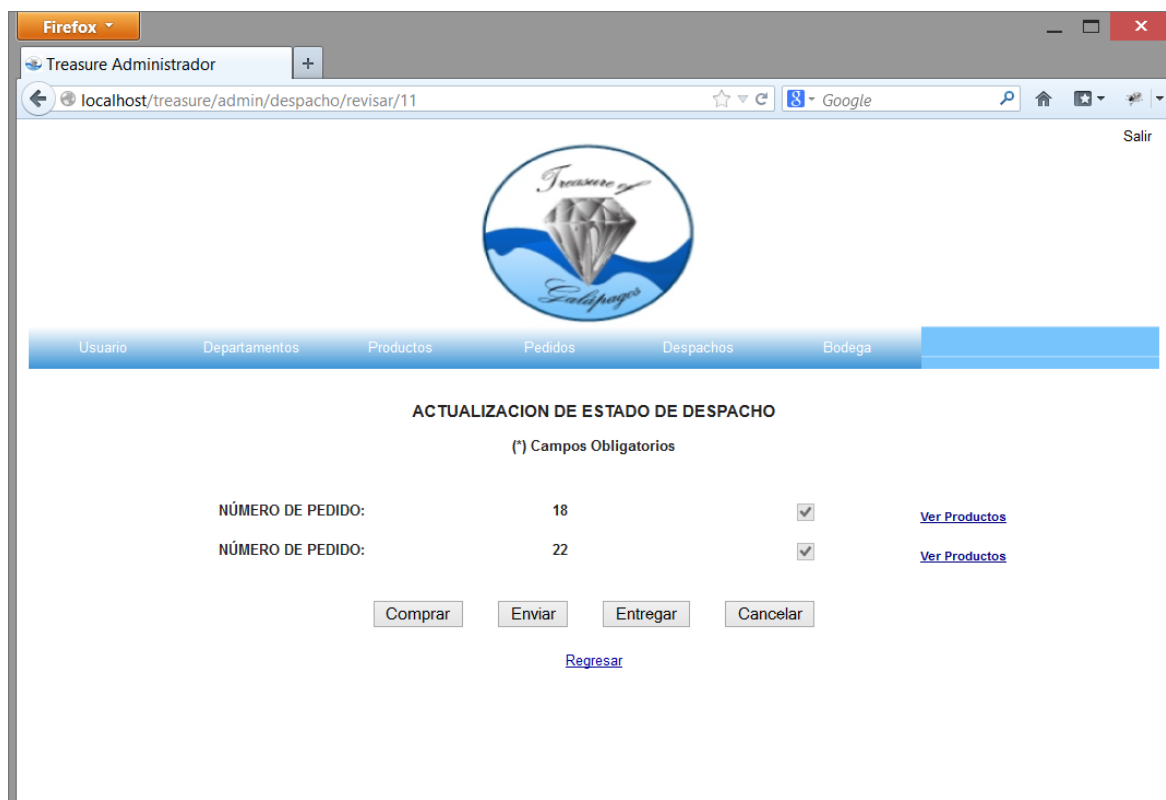 Firefox
Treasure Administrador
localhost/treasure/admin/despacho/revisar/11
Google
Salir
Treasure of
Galápagos
Usuario Departamentos Productos Pedidos Despachos Bodega
ACTUALIZACION DE ESTADO DE DESPACHO
(*) Campos Obligatorios
NÚMERO DE PEDIDO: 18 Ver Productos
NÚMERO DE PEDIDO: 22 Ver Productos
Comprar Enviar Entregar Cancelar
Regresar